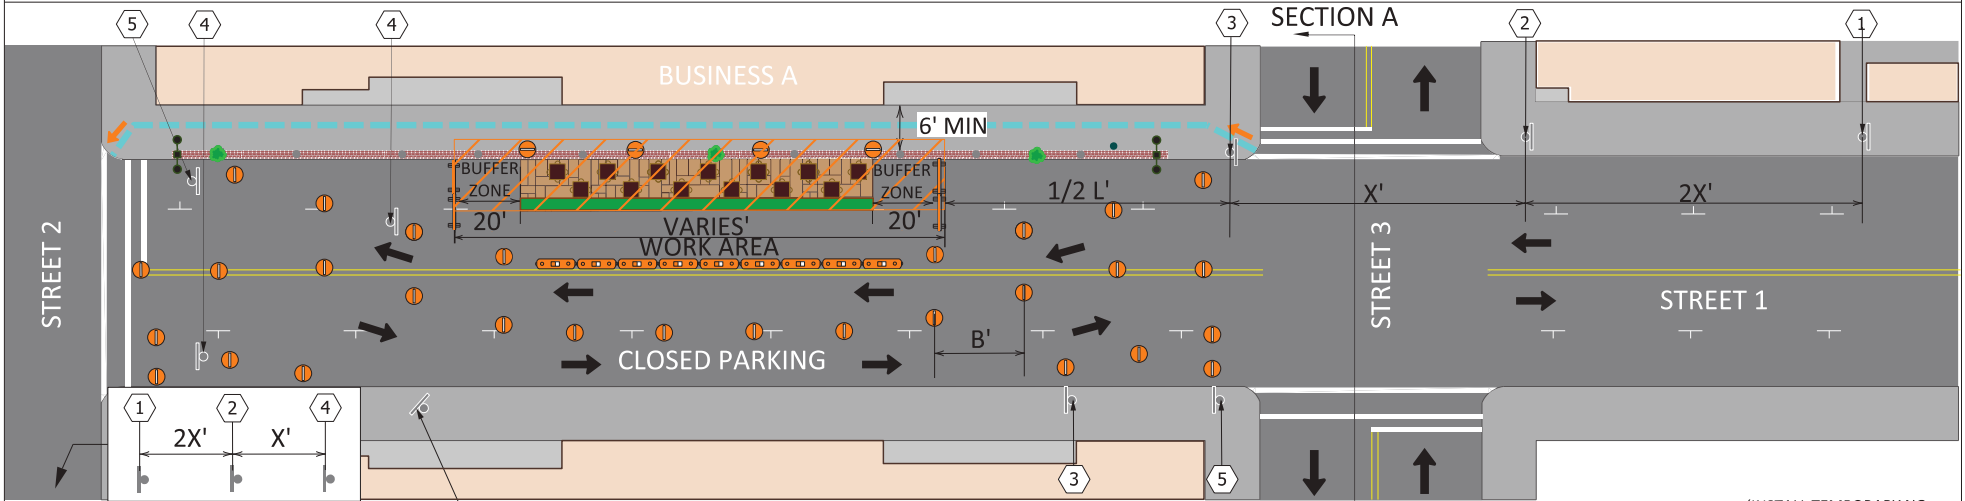 SECTION A
5
4
4
3
2
1
BUSINESS A
6' MIN
BUFFER
ZONE
BUFFER
ZONE
1/2 L'
X'
2X'
20'
VARIES'
20'
WORK AREA
STREET 2
STREET 3
STREET 1
B'
CLOSED PARKING
1
2
4
2X'
X'
3
5